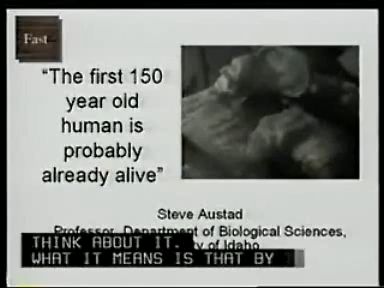 Fast
“The first 150
year old
human is
probably
already alive”
Steve Austad
Professor, Department of Biological Sciences,
of Idaho
THINK ABOUT IT.
WHAT IT MEANS IS THAT BY